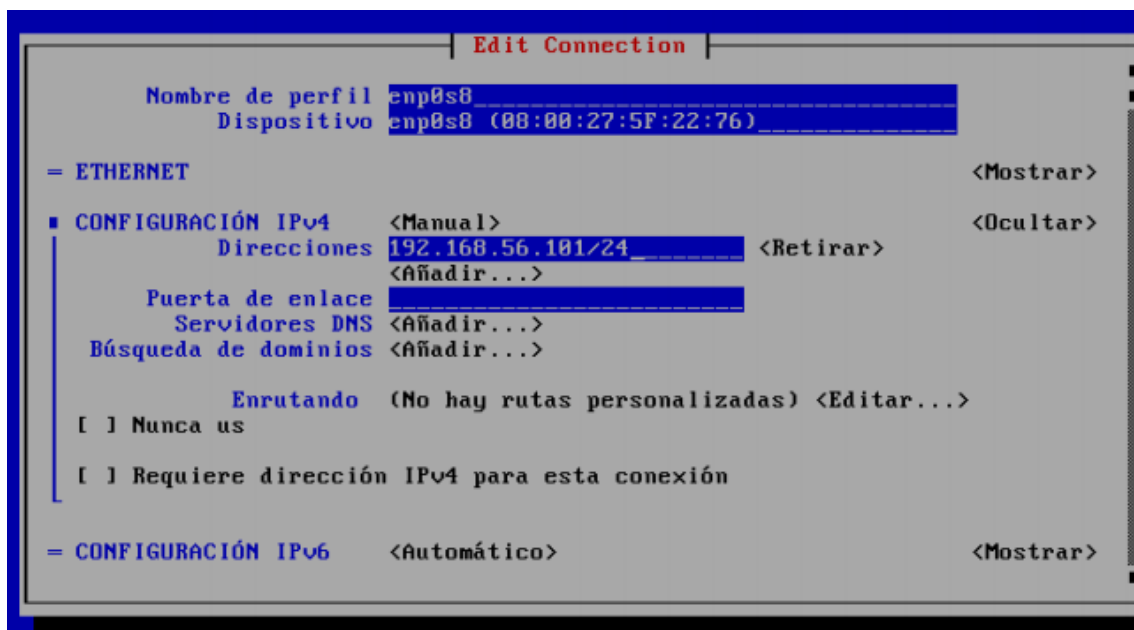 Edit Connection
Nombre de perfil enp0s8
Dispositivo enp0s8 (08:00:27:5F:22:76)
= ETHERNET <Mostrar>
CONFIGURACIÓN IPv4 <Manual> <Ocultar>
Direcciones 192.168.56.101/24 <Retirar>
<Añadir...>
Puerta de enlace
Servidores DNS <Añadir...>
Búsqueda de dominios <Añadir...>
Enrutando (No hay rutas personalizadas) <Editar...>
[ ] Nunca us
[ ] Requiere dirección IPv4 para esta conexión
= CONFIGURACIÓN IPv6 <Automático> <Mostrar>